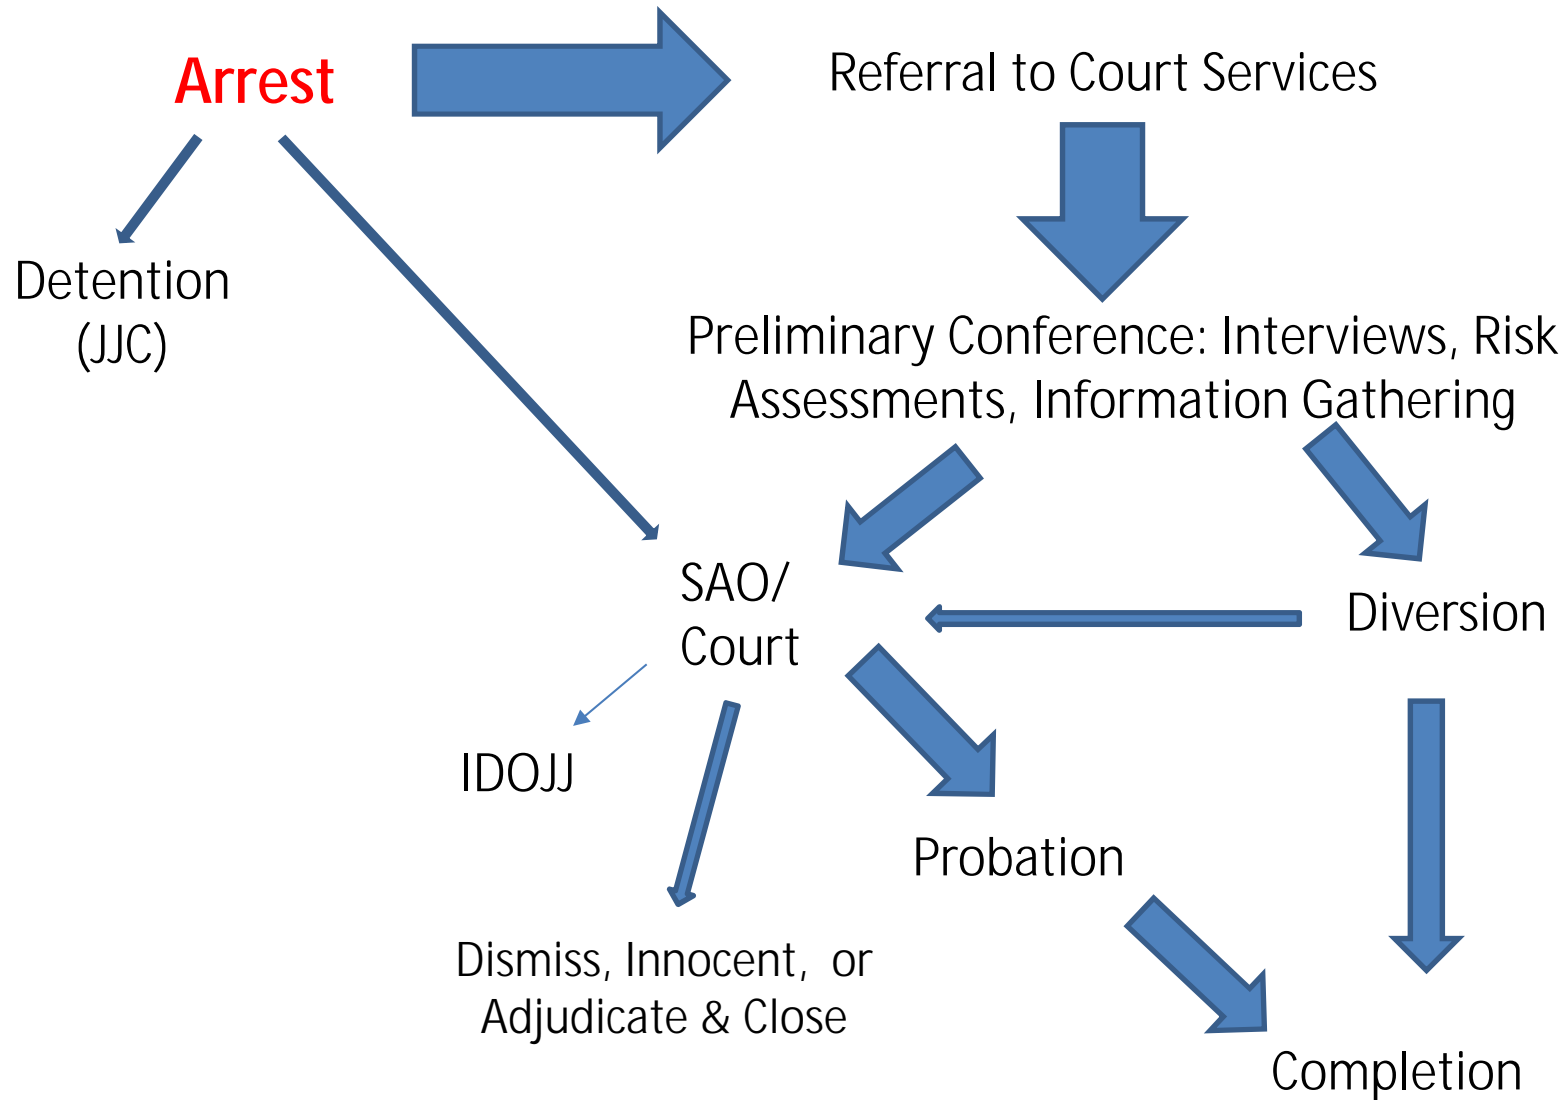 Arrest
Referral to Court Services
Detention
(JJC)
Preliminary Conference: Interviews, Risk
Assessments, Information Gathering
SAO/
Court
Diversion
IDOJJ
Probation
Dismiss, Innocent, or
Adjudicate & Close
Completion